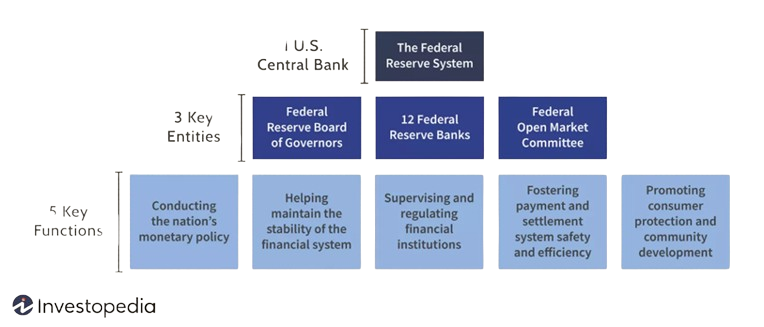 1 U.S.
Central Bank
The Federal
Reserve System
3 Key
Entities
Federal
Reserve Board
of Governors
12 Federal
Reserve Banks
Federal
Open Market
Committee
5 Key
Functions
Conducting
the nation's
monetary policy
Helping
maintain the
stability of the
financial system
Supervising and
regulating
financial
institutions
Fostering
payment and
settlement
system safety
and efficiency
Promoting
consumer
protection and
community
development
Investopedia